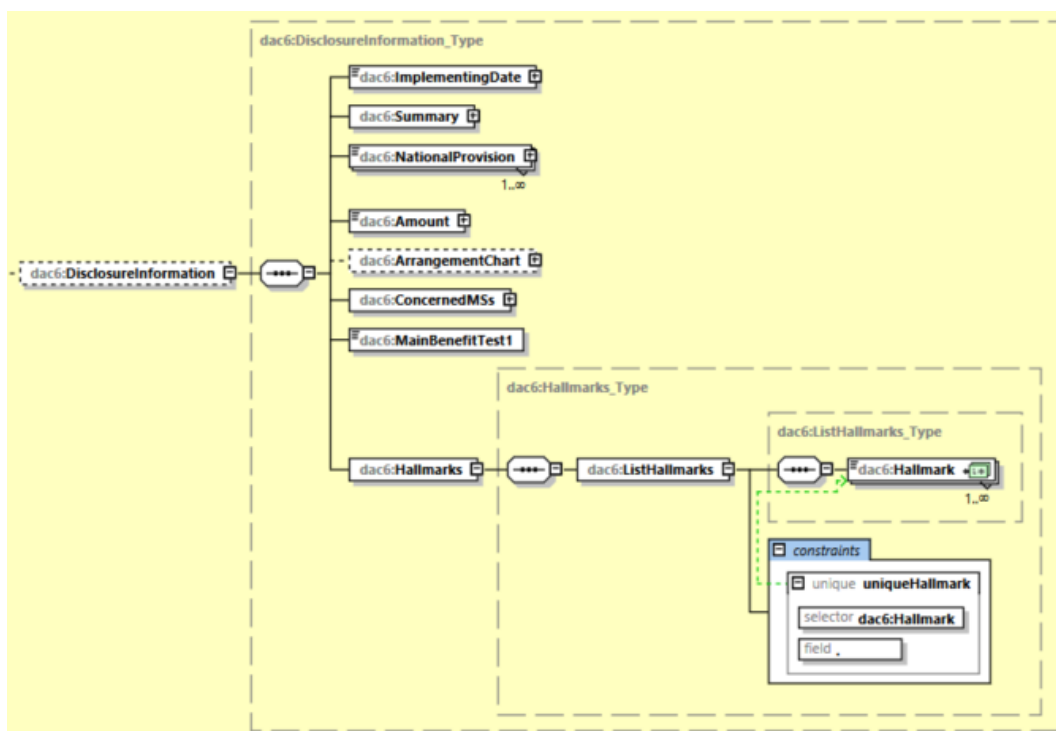 dac6:DisclosureInformation_Type
dac6:ImplementingDate
dac6:Summary
dac6:NationalProvision
1..∞
dac6:Amount
dac6:DisclosureInformation
dac6:ArrangementChart
dac6:ConcernedMSs
dac6:MainBenefitTest1
dac6:Hallmarks_Type
dac6:ListHallmarks_Type
dac6:Hallmarks
dac6:ListHallmarks
dac6:Hallmark
1..∞
constraints
unique uniqueHallmark
selector dac6:Hallmark
field .